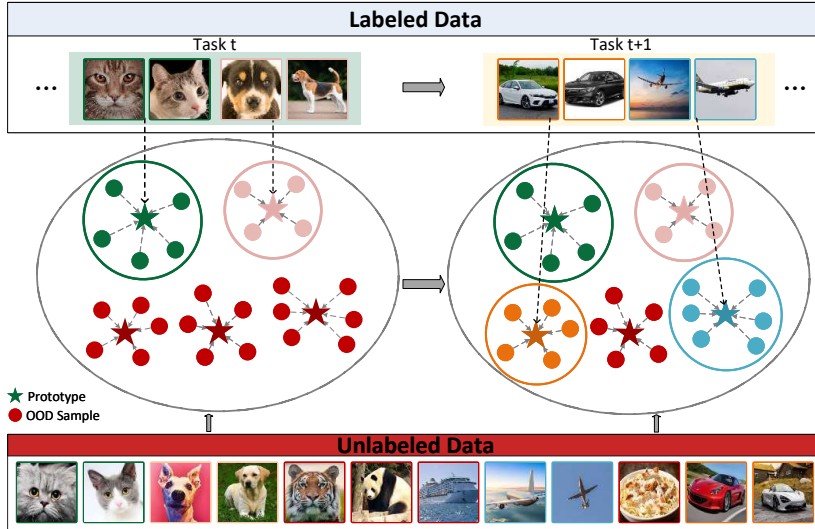 Labeled Data
Task t
Task t+1
...
...
Prototype
OOD Sample
Unlabeled Data